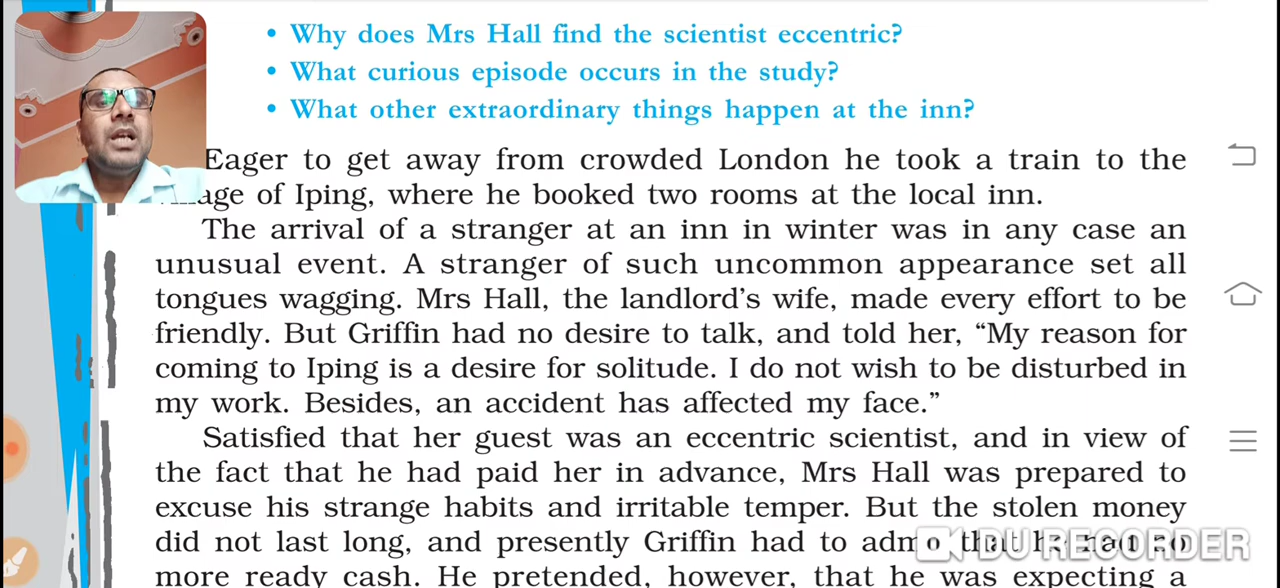 • Why does Mrs Hall find the scientist eccentric?
• What curious episode occurs in the study?
• What other extraordinary things happen at the inn?
Eager to get away from crowded London he took a train to the
age of Iping, where he booked two rooms at the local inn.
The arrival of a stranger at an inn in winter was in any case an
unusual event. A stranger of such uncommon appearance set all
tongues wagging. Mrs Hall, the landlord's wife, made every effort to be
friendly. But Griffin had no desire to talk, and told her, “My reason for
coming to Iping is a desire for solitude. I do not wish to be disturbed in
my work. Besides, an accident has affected my face.”
Satisfied that her guest was an eccentric scientist, and in view of
the fact that he had paid her in advance, Mrs Hall was prepared to
excuse his strange habits and irritable temper. But the stolen money
did not last long, and presently Griffin had to admit that he had no
more ready cash. He pretended, however, that he was expecting a
DU RECORDER